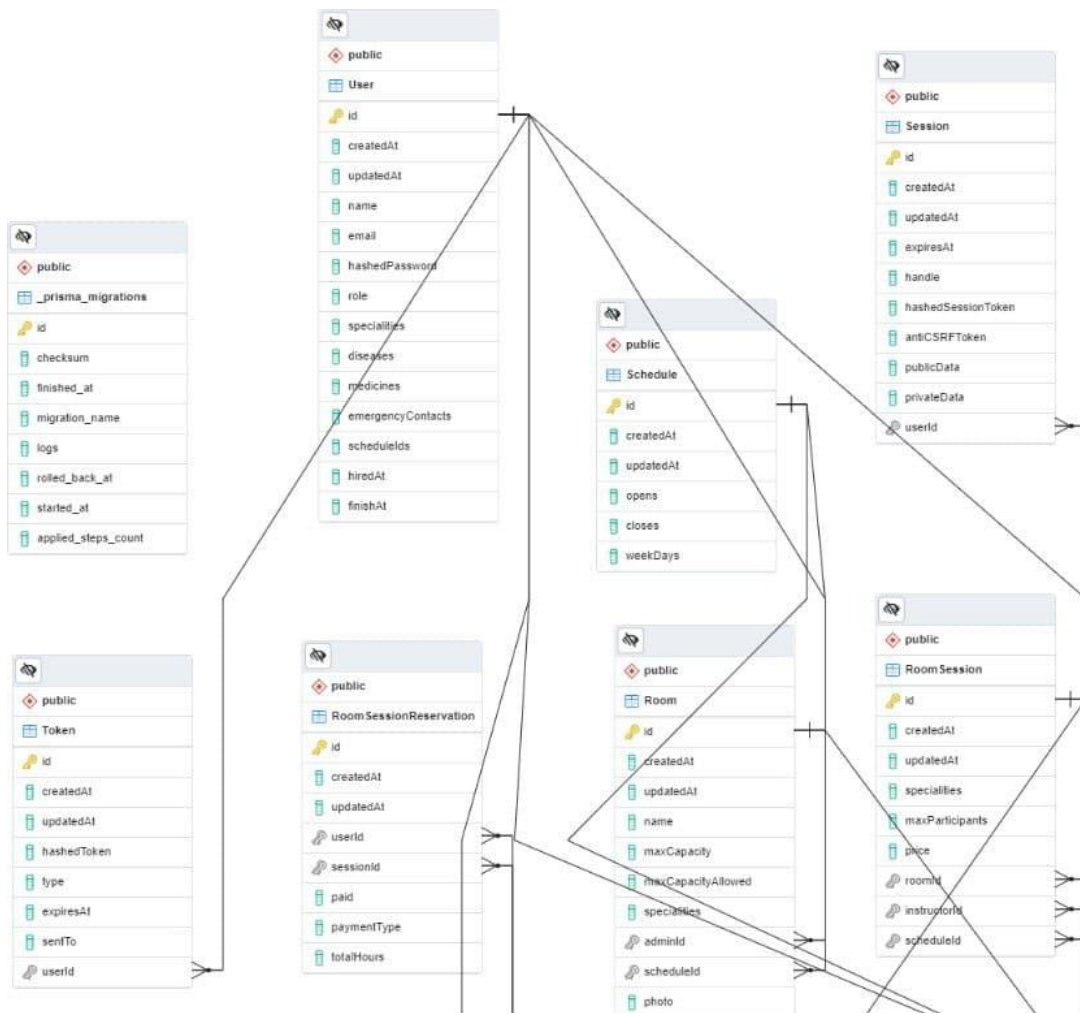 public
User
id
createdAt
updatedAt
name
email
hashedPassword
role
specialities
diseases
medicines
emergencyContacts
scheduleIds
hiredAt
finishAt
public
Session
id
createdAt
updatedAt
expiresAt
handle
hashedSessionToken
antiCSRFToken
publicData
privateData
userId
public
_prisma_migrations
id
checksum
finished_at
migration_name
logs
rolled_back_at
started_at
applied_steps_count
public
Schedule
id
createdAt
updatedAt
opens
closes
weekDays
public
Token
id
createdAt
updatedAt
hashedToken
type
expiresAt
sentTo
userId
public
RoomSessionReservation
id
createdAt
updatedAt
userId
sessionId
paid
paymentType
totalHours
public
Room
id
createdAt
updatedAt
name
maxCapacity
maxCapacityAllowed
specialities
adminId
scheduleId
photo
public
RoomSession
id
createdAt
updatedAt
specialities
maxParticipants
price
roomId
instructorId
scheduleId